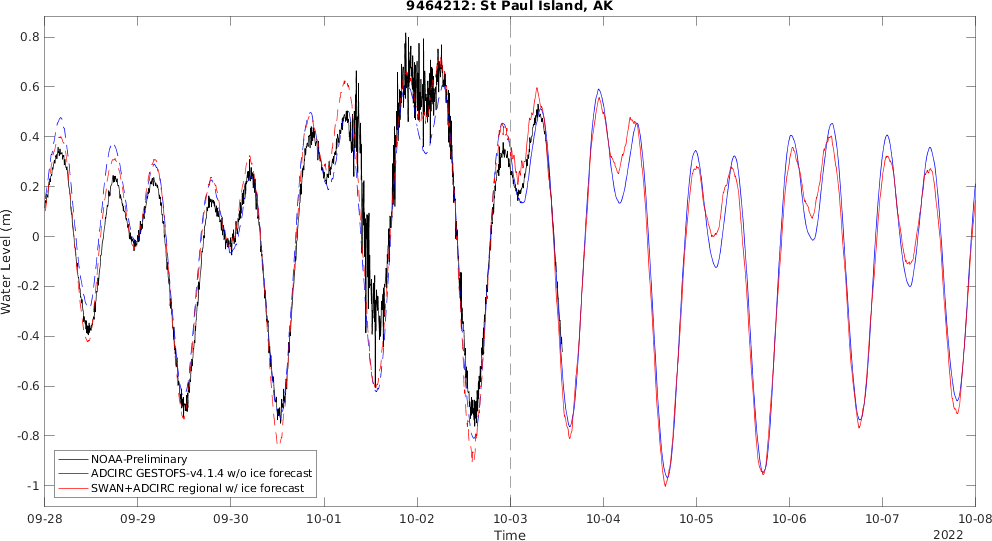 9464212: St Paul Island, AK
Water Level (m)
0.8
0.6
0.4
0.2
0
-0.2
-0.4
-0.6
-0.8
-1
NOAA-Preliminary
ADCIRC GESTOFS-v4.1.4 w/o ice forecast
SWAN+ADCIRC regional w/ ice forecast
09-28 09-29 09-30 10-01 10-02 10-03 10-04 10-05 10-06 10-07 10-08
Time
2022